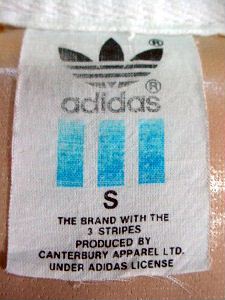 ®
®
adidas
S
THE BRAND WITH THE
3 STRIPES
PRODUCED BY
CANTERBURY APPAREL LTD.
UNDER ADIDAS LICENSE